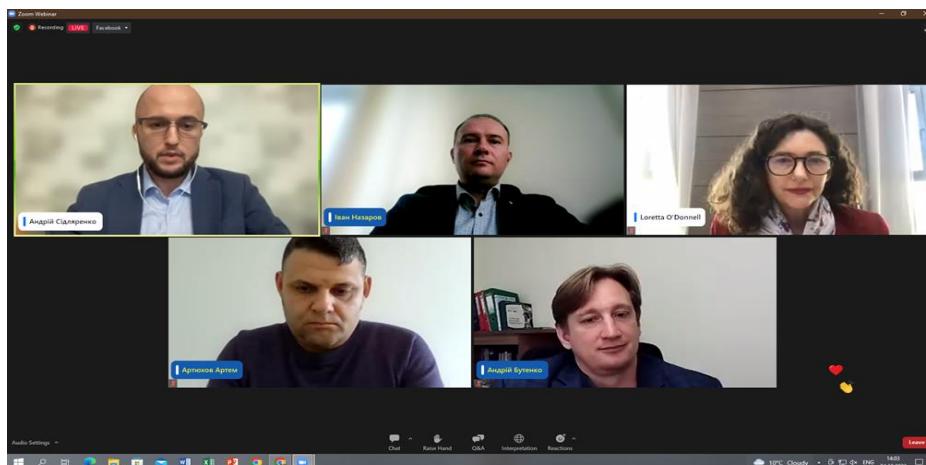 Zoom Webinar
Recording LIVE Facebook
Андрій Сідляренко
Іван Назаров
Loretta O'Donnell
Артюхов Артем
Андрій Бутенко
Audio Settings
Chat Raise Hand Q&A Interpretation Reactions
Leave
10°C Cloudy ENG 14:03